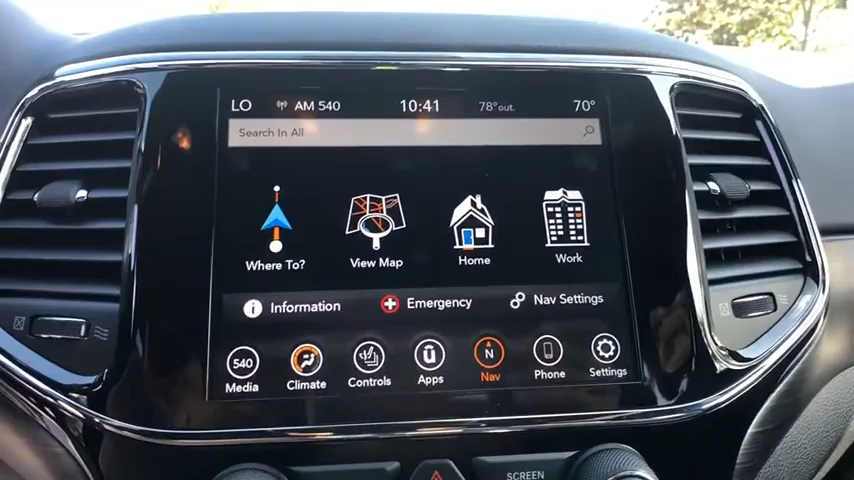 LO AM 540 10:41 78°out. 70°
Search In All
Where To? View Map Home Work
Information Emergency Nav Settings
540 N
Media Climate Controls Apps Nav Phone Settings
SCREEN